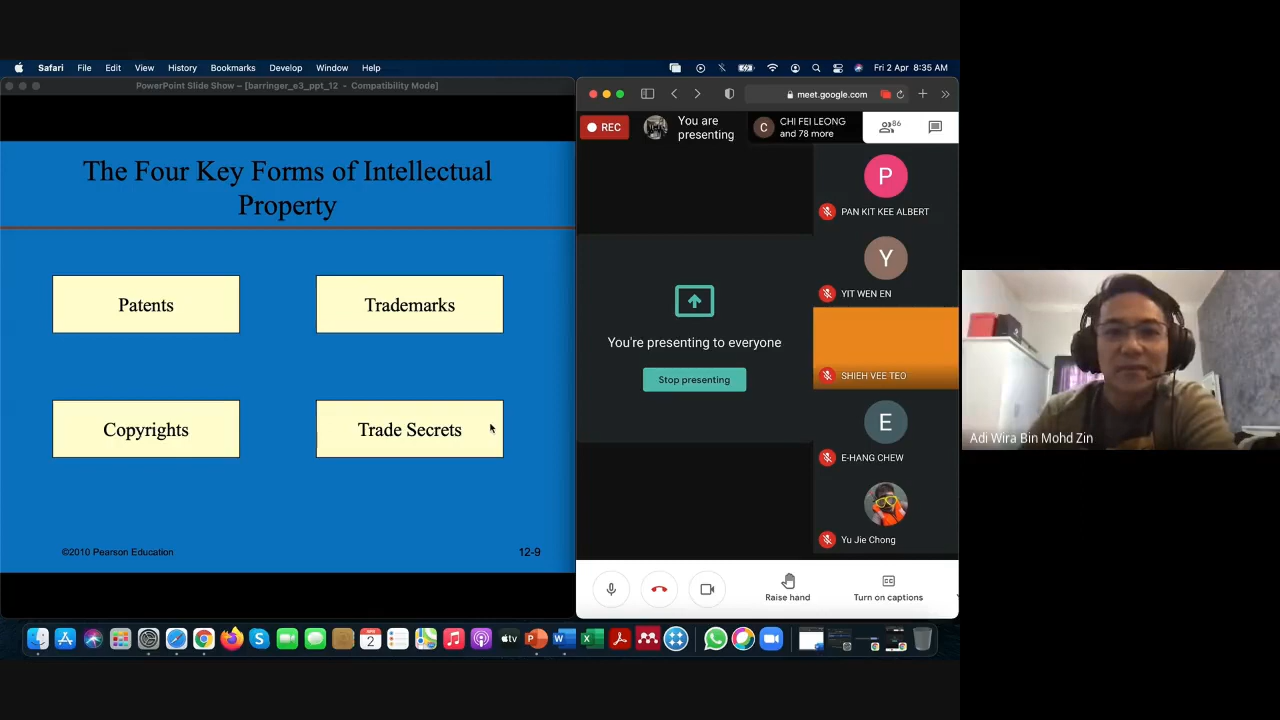 Safari File Edit View History Bookmarks Develop Window Help
Fri 2 Apr 8:35 AM
PowerPoint Slide Show – [barringer_e3_ppt_12 - Compatibility Mode]
The Four Key Forms of Intellectual
Property
Patents
Trademarks
Copyrights
Trade Secrets
©2010 Pearson Education
12-9
meet.google.com
REC
You are
presenting
C
CHI FEI LEONG
and 78 more
86
You're presenting to everyone
Stop presenting
P
PAN KIT KEE ALBERT
Y
YIT WEN EN
SHIEH VEE TEO
E
E-HANG CHEW
Yu Jie Chong
Raise hand
Turn on captions
APR
2
tv
Adi Wira Bin Mohd Zin